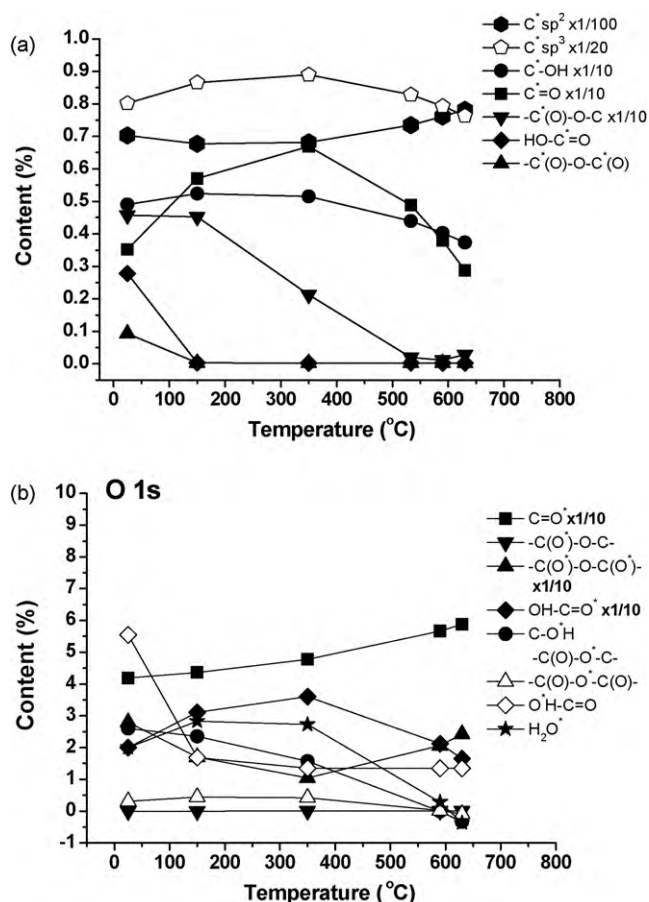 (a)
C*sp² x1/100
C*sp³ x1/20
C*-OH x1/10
C*=O x1/10
-C*(O)-O-C x1/10
HO-C*=O
-C*(O)-O-C*(O)
1.0
0.9
0.8
0.7
0.6
0.5
0.4
0.3
0.2
0.1
0.0
Content (%)
0 100 200 300 400 500 600 700 800
Temperature (°C)
(b)
O 1s
C=O* x1/10
-C(O*)-O-C-
-C(O*)-O-C(O*)-
x1/10
OH-C=O* x1/10
C-O*H
-C(O)-O*-C-
-C(O)-O*-C(O)-
O*H-C=O
H₂O*
10
9
8
7
6
5
4
3
2
1
0
-1
Content (%)
0 100 200 300 400 500 600 700 800
Temperature (°C)